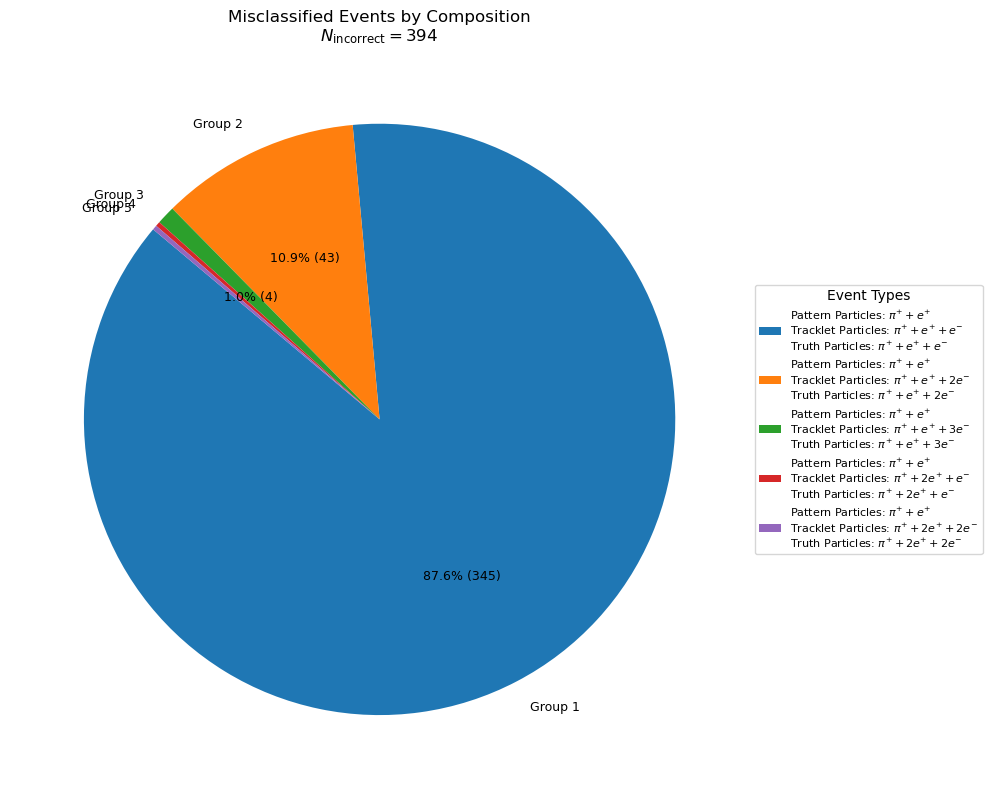 Misclassified Events by Composition
$N_{\mathrm{incorrect}} = 394$
Group 2
Group 3
Group 4
Group 5
10.9% (43)
1.0% (4)
87.6% (345)
Group 1
Event Types
Pattern Particles: $\pi^+ + e^+$
Tracklet Particles: $\pi^+ + e^+ + e^-$
Truth Particles: $\pi^+ + e^+ + e^-$
Pattern Particles: $\pi^+ + e^+$
Tracklet Particles: $\pi^+ + e^+ + 2e^-$
Truth Particles: $\pi^+ + e^+ + 2e^-$
Pattern Particles: $\pi^+ + e^+$
Tracklet Particles: $\pi^+ + e^+ + 3e^-$
Truth Particles: $\pi^+ + e^+ + 3e^-$
Pattern Particles: $\pi^+ + e^+$
Tracklet Particles: $\pi^+ + 2e^+ + e^-$
Truth Particles: $\pi^+ + 2e^+ + e^-$
Pattern Particles: $\pi^+ + e^+$
Tracklet Particles: $\pi^+ + 2e^+ + 2e^-$
Truth Particles: $\pi^+ + 2e^+ + 2e^-$